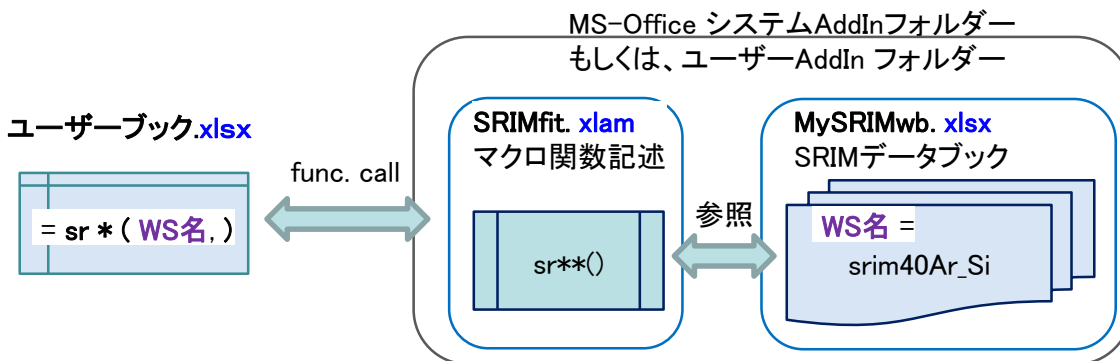 MS-Office システムAddInフォルダー
もしくは、ユーザーAddIn フォルダー
ユーザーブック.xlsx
= sr * ( WS名, )
func. call
SRIMfit. xlam
マクロ関数記述
sr**()
参照
MySRIMwb. xlsx
SRIMデータブック
WS名 =
srim40Ar_Si